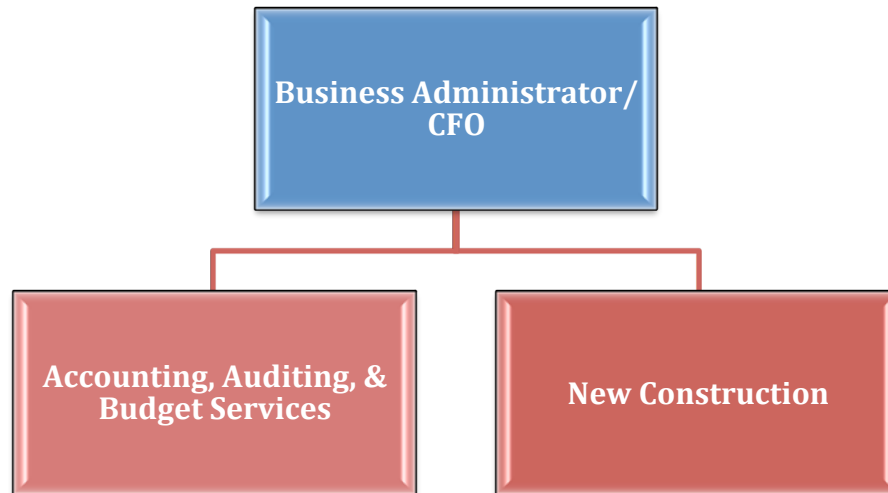 Business Administrator/
CFO
Accounting, Auditing, &
Budget Services
New Construction